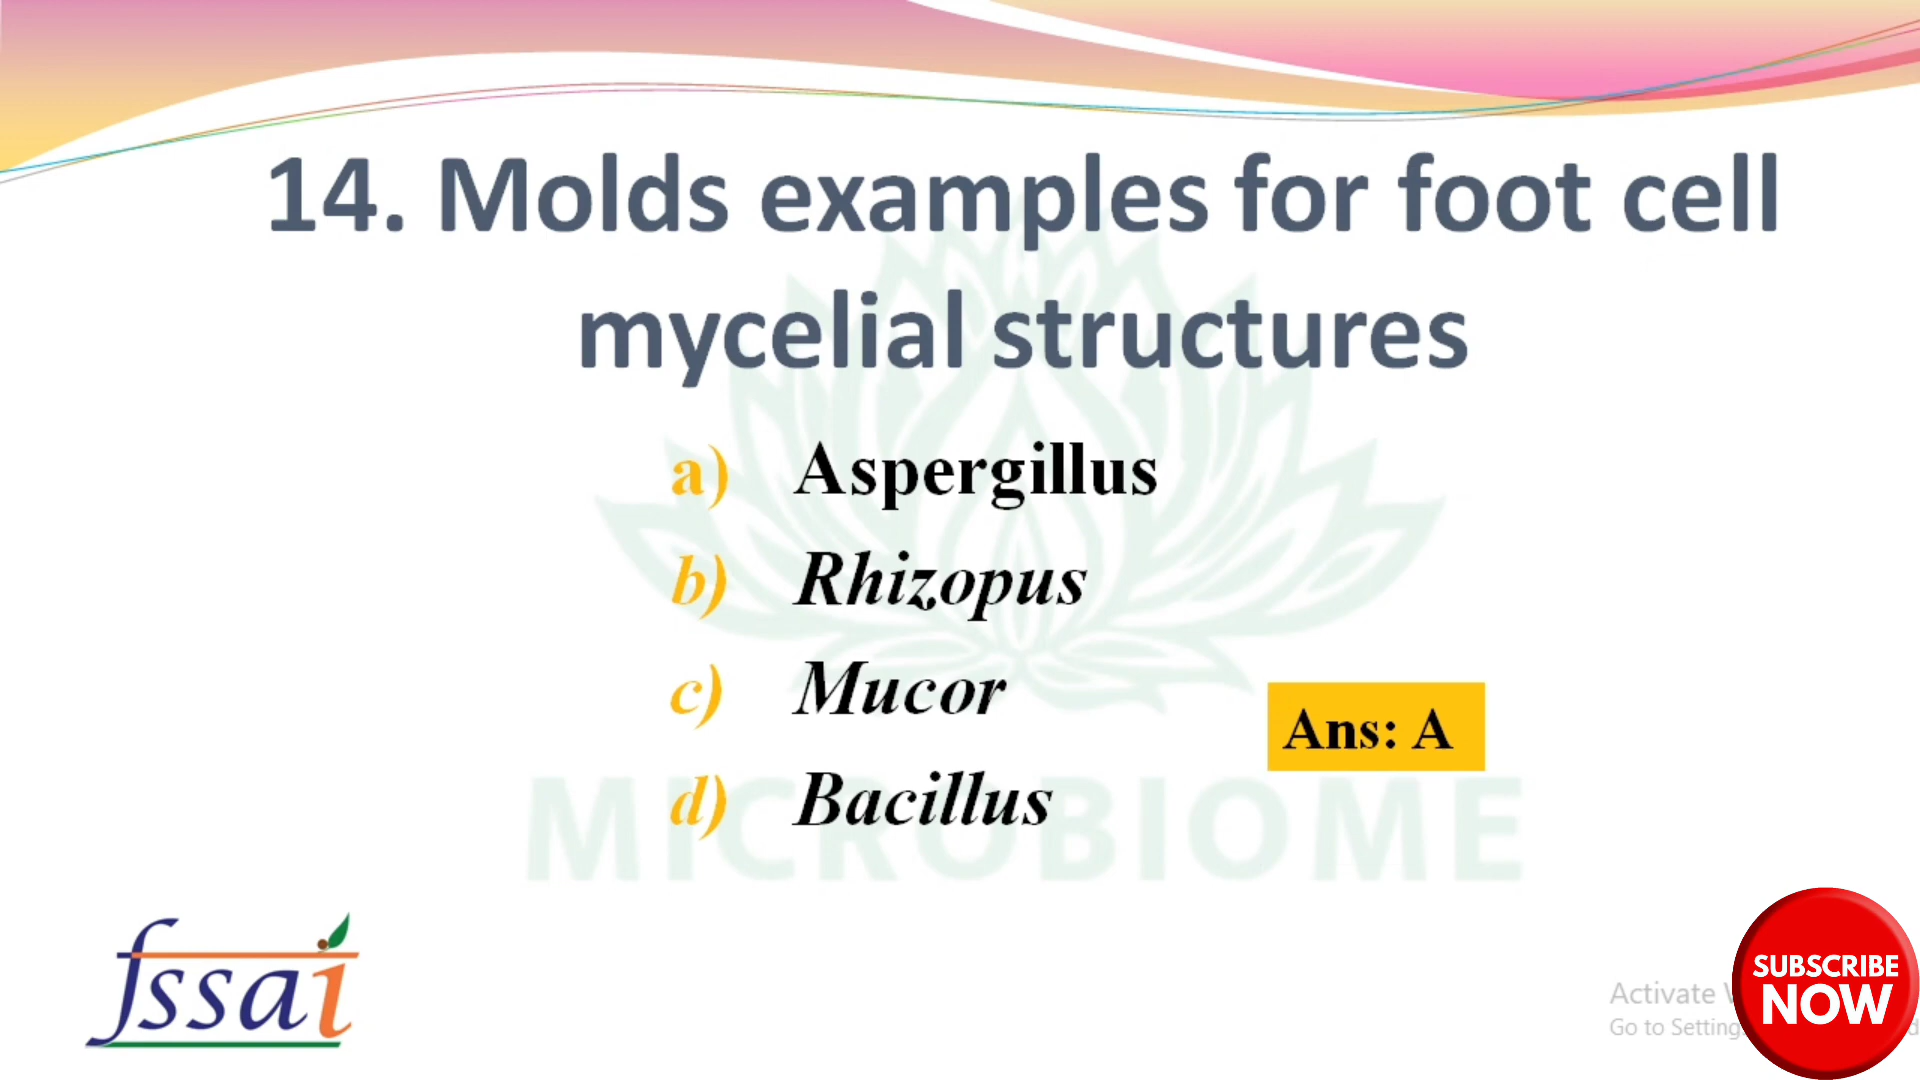 14. Molds examples for foot cell
mycelial structures
a) Aspergillus
b) Rhizopus
c) Mucor
Ans: A
d) Bacillus
MICROBIOME
fssai
Activate
Go to Setting
SUBSCRIBE
NOW